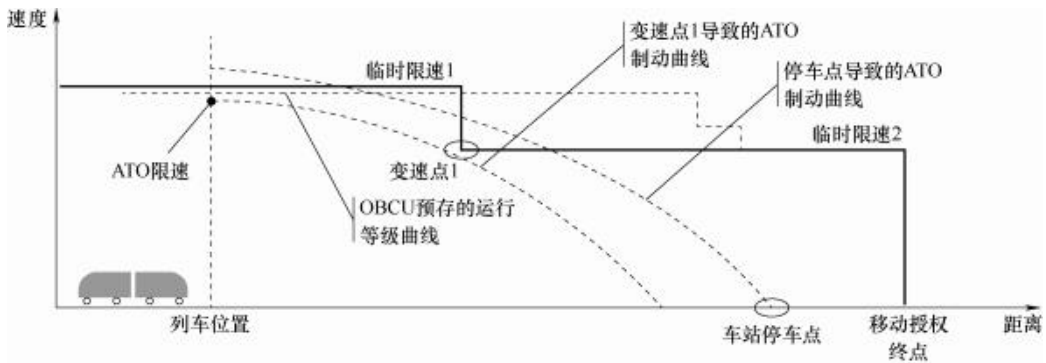 速度
变速点1导致的ATO
制动曲线
临时限速1
停车点导致的ATO
制动曲线
临时限速2
ATO限速
变速点1
OBCU预存的运行
等级曲线
列车位置
车站停车点
移动授权
终点
距离